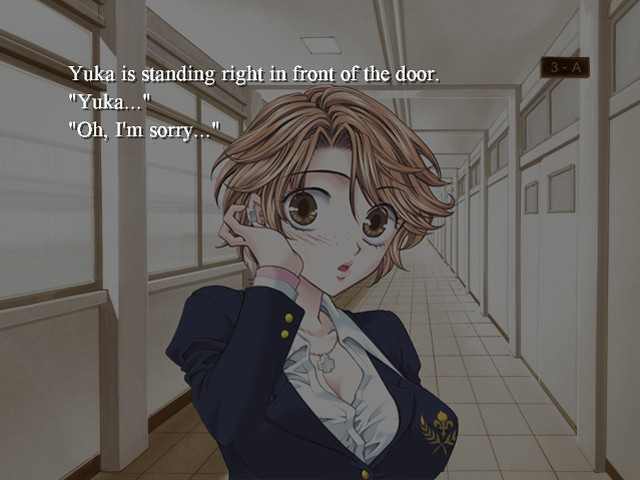 Yuka is standing right in front of the door.
"Yuka..."
"Oh, I'm sorry..."
3 - A